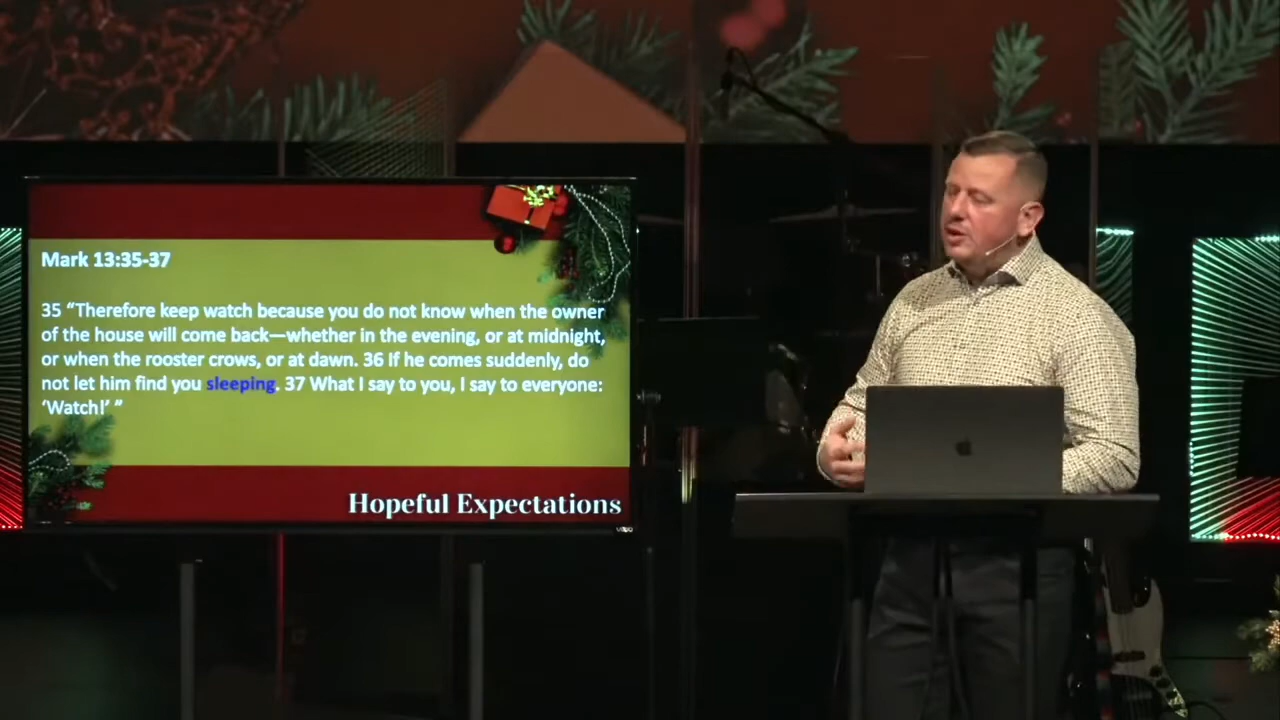 Mark 13:35-37
35 “Therefore keep watch because you do not know when the owner
of the house will come back—whether in the evening, or at midnight,
or when the rooster crows, or at dawn. 36 If he comes suddenly, do
not let him find you sleeping. 37 What I say to you, I say to everyone:
‘Watch!’ ”
Hopeful Expectations
VIZIO